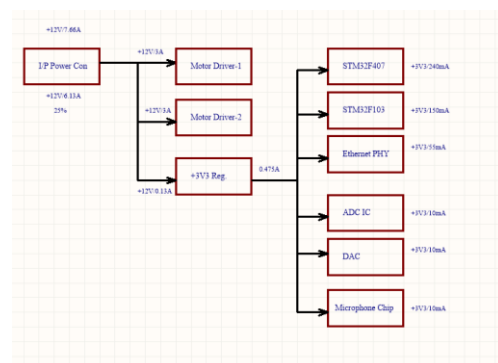 +12V/7.66A
I/P Power Con
+12V/6.13A
25%
+12V/3A
Motor Driver-1
+12V/3A
Motor Driver-2
+3V3 Reg.
+12V/0.13A
0.475A
STM32F407
+3V3/240mA
STM32F103
+3V3/150mA
Ethernet PHY
+3V3/55mA
ADC IC
+3V3/10mA
DAC
+3V3/10mA
Microphone Chip
+3V3/10mA